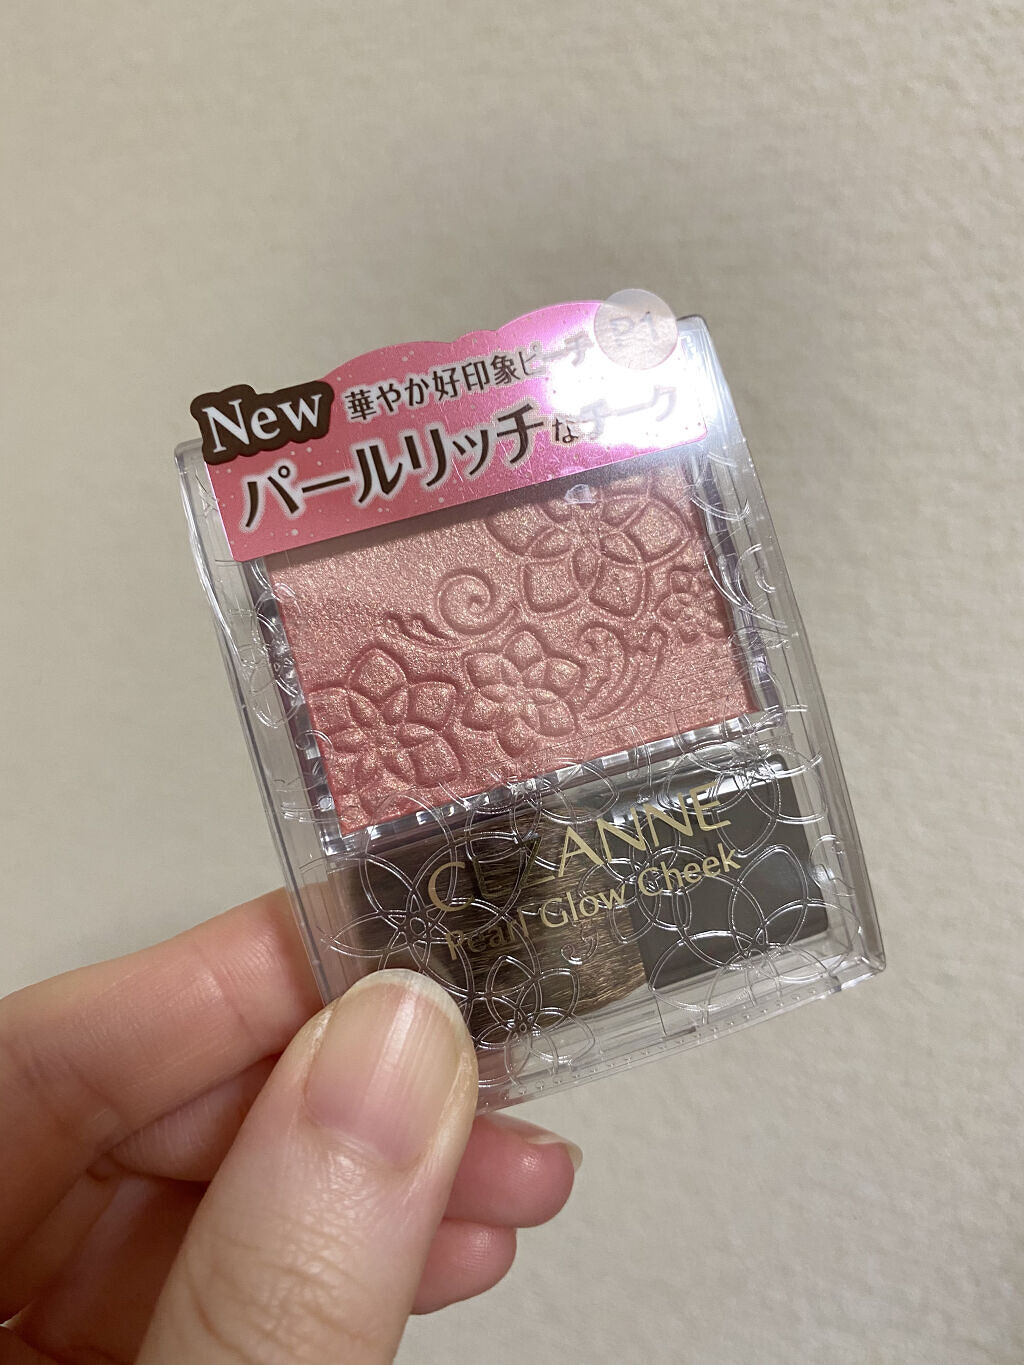 P1
New
華やか好印象ピーチ
パールリッチなチーク
CEZANNE
Pearl Glow Cheek